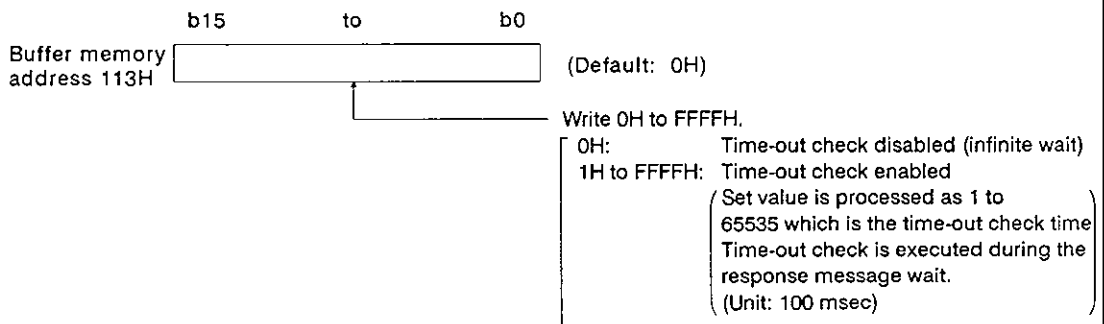 b15 to b0
Buffer memory
address 113H
(Default: 0H)
Write 0H to FFFFH.
0H: Time-out check disabled (infinite wait)
1H to FFFFH: Time-out check enabled
(Set value is processed as 1 to
65535 which is the time-out check time
Time-out check is executed during the
response message wait.
(Unit: 100 msec))